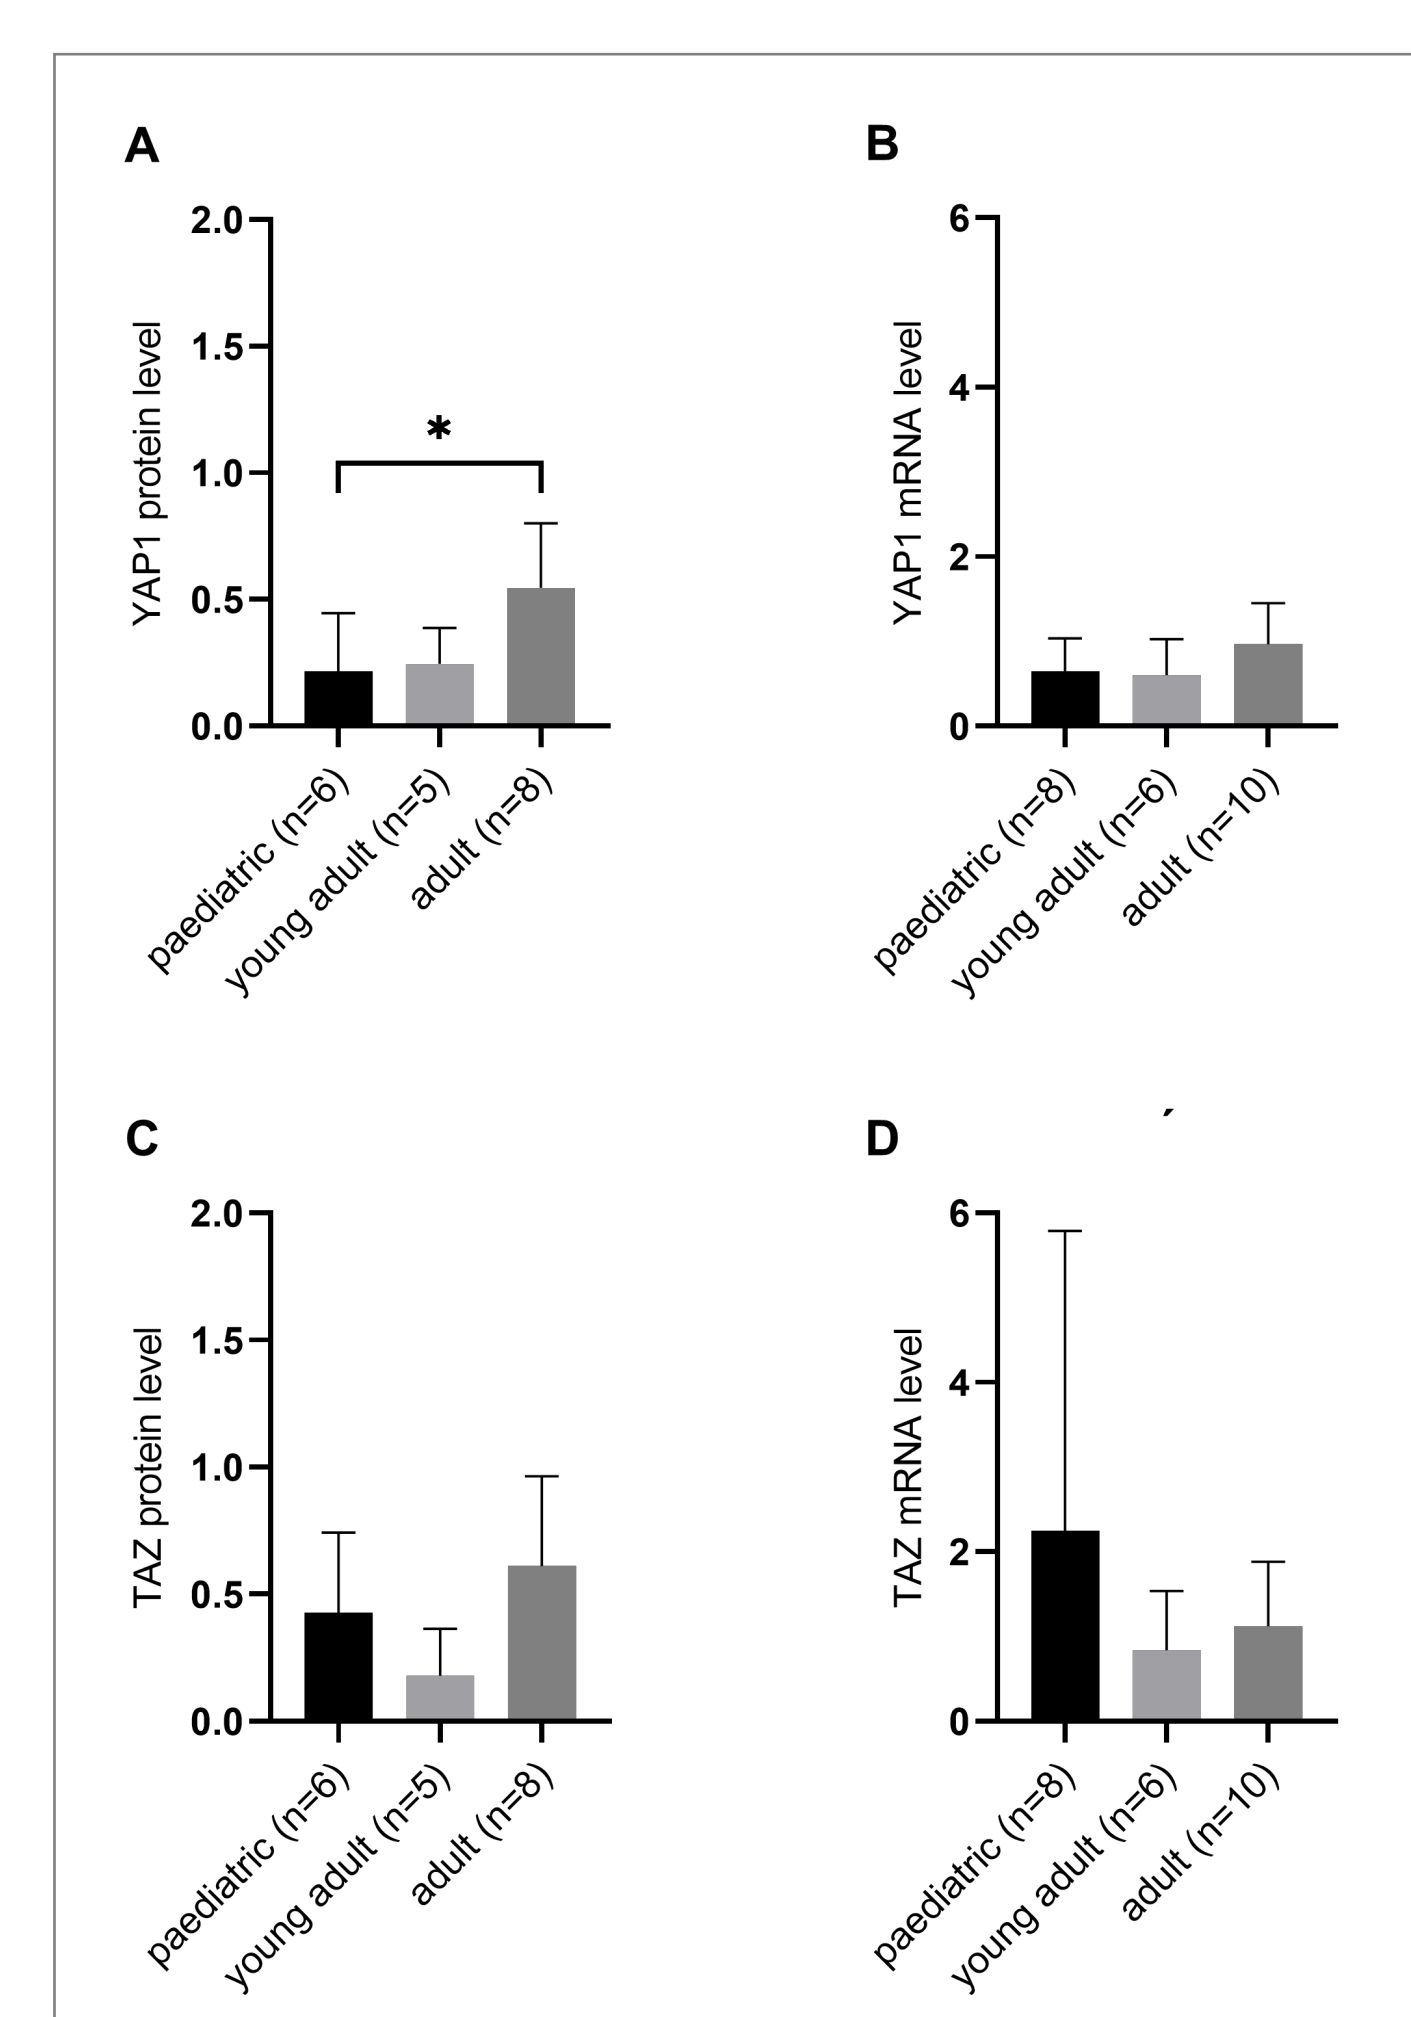 A
2.0
1.5
1.0
0.5
0.0
YAP1 protein level
*
paediatric (n=6)
young adult (n=5)
adult (n=8)
B
6
4
2
0
YAP1 mRNA level
paediatric (n=8)
young adult (n=6)
adult (n=10)
C
2.0
1.5
1.0
0.5
0.0
TAZ protein level
paediatric (n=6)
young adult (n=5)
adult (n=8)
D
´
6
4
2
0
TAZ mRNA level
paediatric (n=8)
young adult (n=6)
adult (n=10)